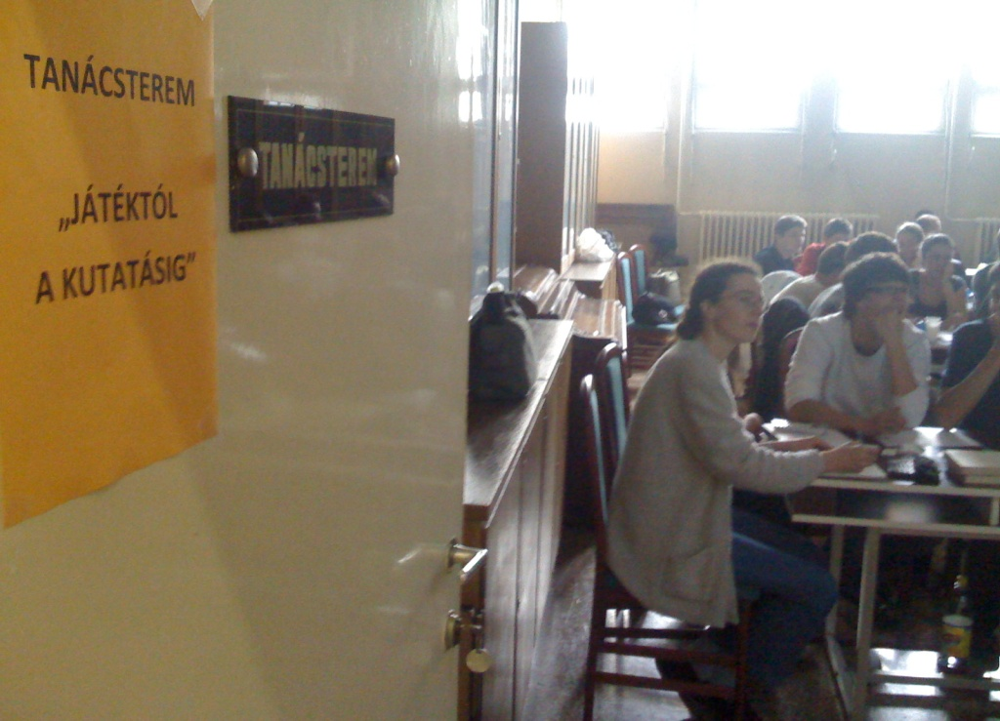 TANÁCSTEREM
„JÁTÉKTÓL
A KUTATÁSIG”
TANÁCSTEREM